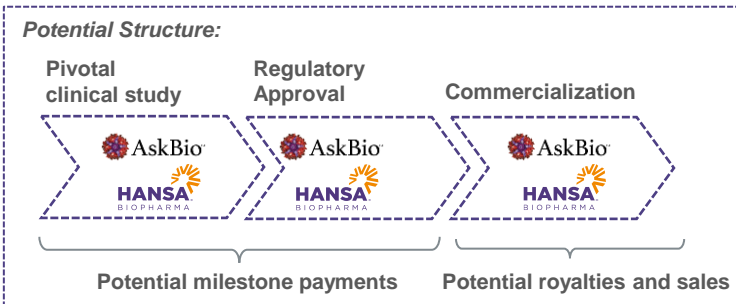 Potential Structure:
Pivotal
clinical study
Regulatory
Approval
Commercialization
AskBio
HANSA
BIOPHARMA
AskBio
HANSA
BIOPHARMA
AskBio
HANSA
BIOPHARMA
Potential milestone payments
Potential royalties and sales